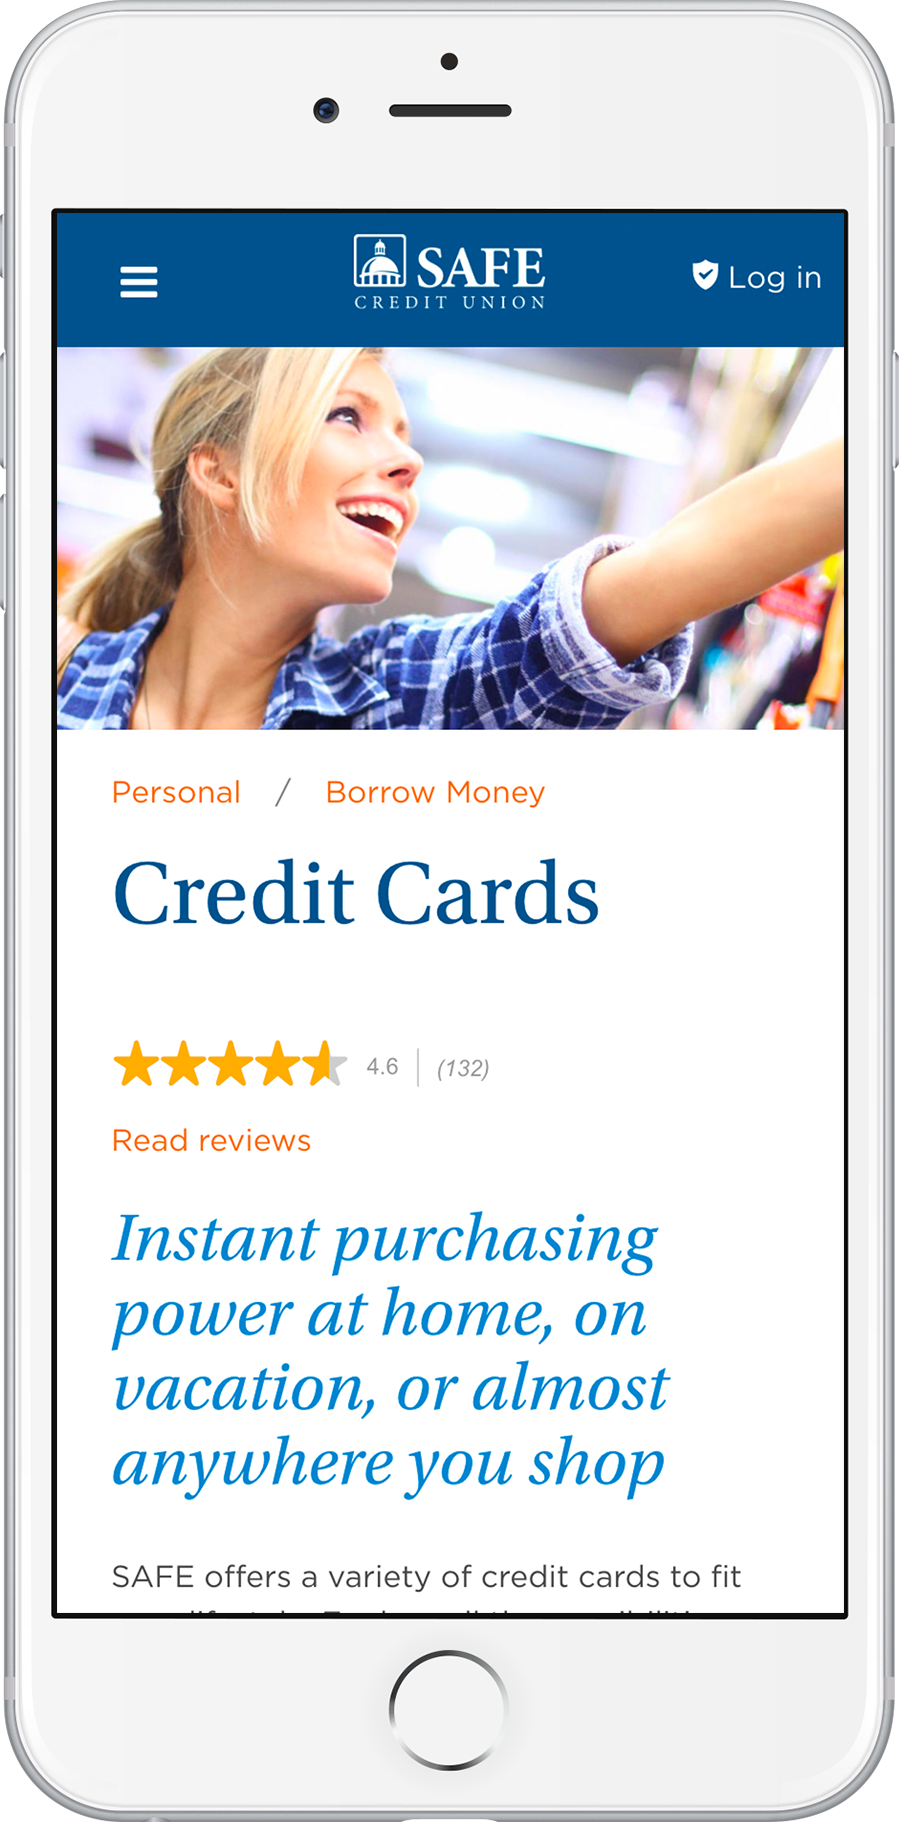 SAFE
CREDIT UNION
Log in
Personal / Borrow Money
Credit Cards
4.6 | (132)
Read reviews
Instant purchasing
power at home, on
vacation, or almost
anywhere you shop
SAFE offers a variety of credit cards to fit